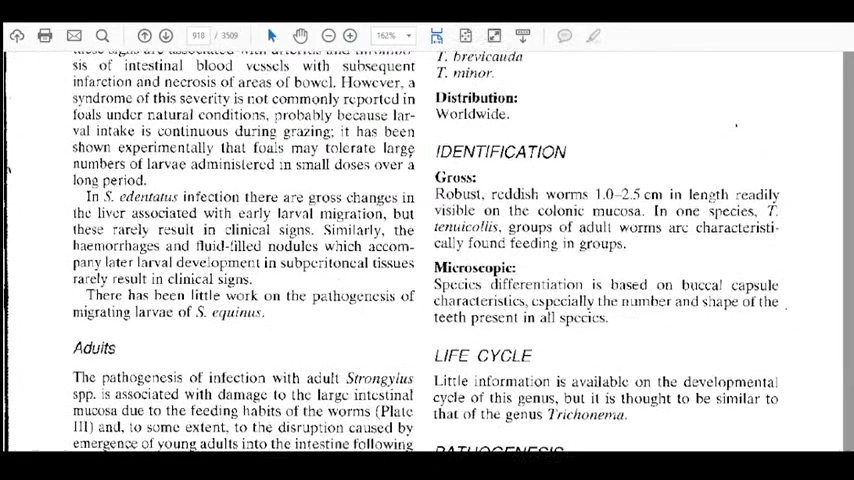 918 / 3509
162%
these signs are associated with arteritis and thrombo-
sis of intestinal blood vessels with subsequent
infarction and necrosis of areas of bowel. However, a
syndrome of this severity is not commonly reported in
foals under natural conditions, probably because lar-
val intake is continuous during grazing; it has been
shown experimentally that foals may tolerate large
numbers of larvae administered in small doses over a
long period.
In S. edentatus infection there are gross changes in
the liver associated with early larval migration, but
these rarely result in clinical signs. Similarly, the
haemorrhages and fluid-filled nodules which accom-
pany later larval development in subperitoneal tissues
rarely result in clinical signs.
There has been little work on the pathogenesis of
migrating larvae of S. equinus.
Adults
The pathogenesis of infection with adult Strongylus
spp. is associated with damage to the large intestinal
mucosa due to the feeding habits of the worms (Plate
III) and, to some extent, to the disruption caused by
emergence of young adults into the intestine following
T. brevicauda
T. minor.
Distribution:
Worldwide.
IDENTIFICATION
Gross:
Robust, reddish worms 1.0–2.5 cm in length readily
visible on the colonic mucosa. In one species, T.
tenuicollis, groups of adult worms are characteristi-
cally found feeding in groups.
Microscopic:
Species differentiation is based on buccal capsule
characteristics, especially the number and shape of the
teeth present in all species.
LIFE CYCLE
Little information is available on the developmental
cycle of this genus, but it is thought to be similar to
that of the genus Trichonema.
PATHOGENESIS